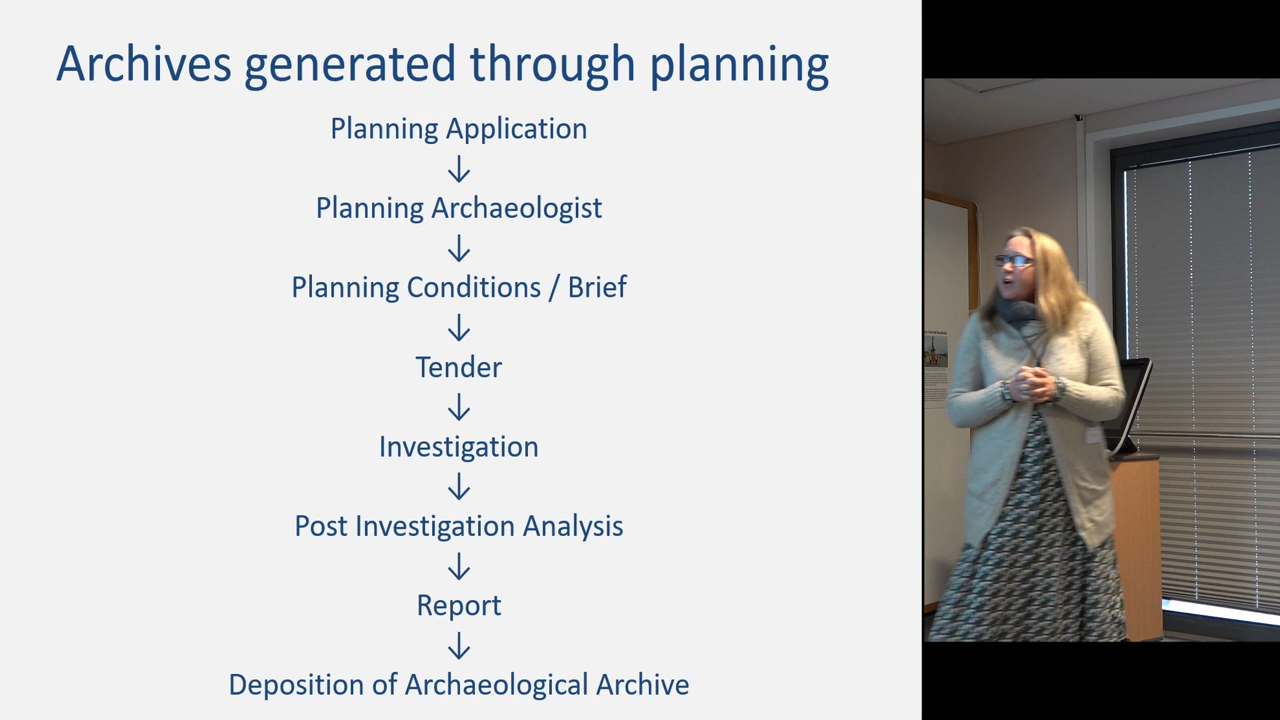 Archives generated through planning
Planning Application
↓
Planning Archaeologist
↓
Planning Conditions / Brief
↓
Tender
↓
Investigation
↓
Post Investigation Analysis
↓
Report
↓
Deposition of Archaeological Archive